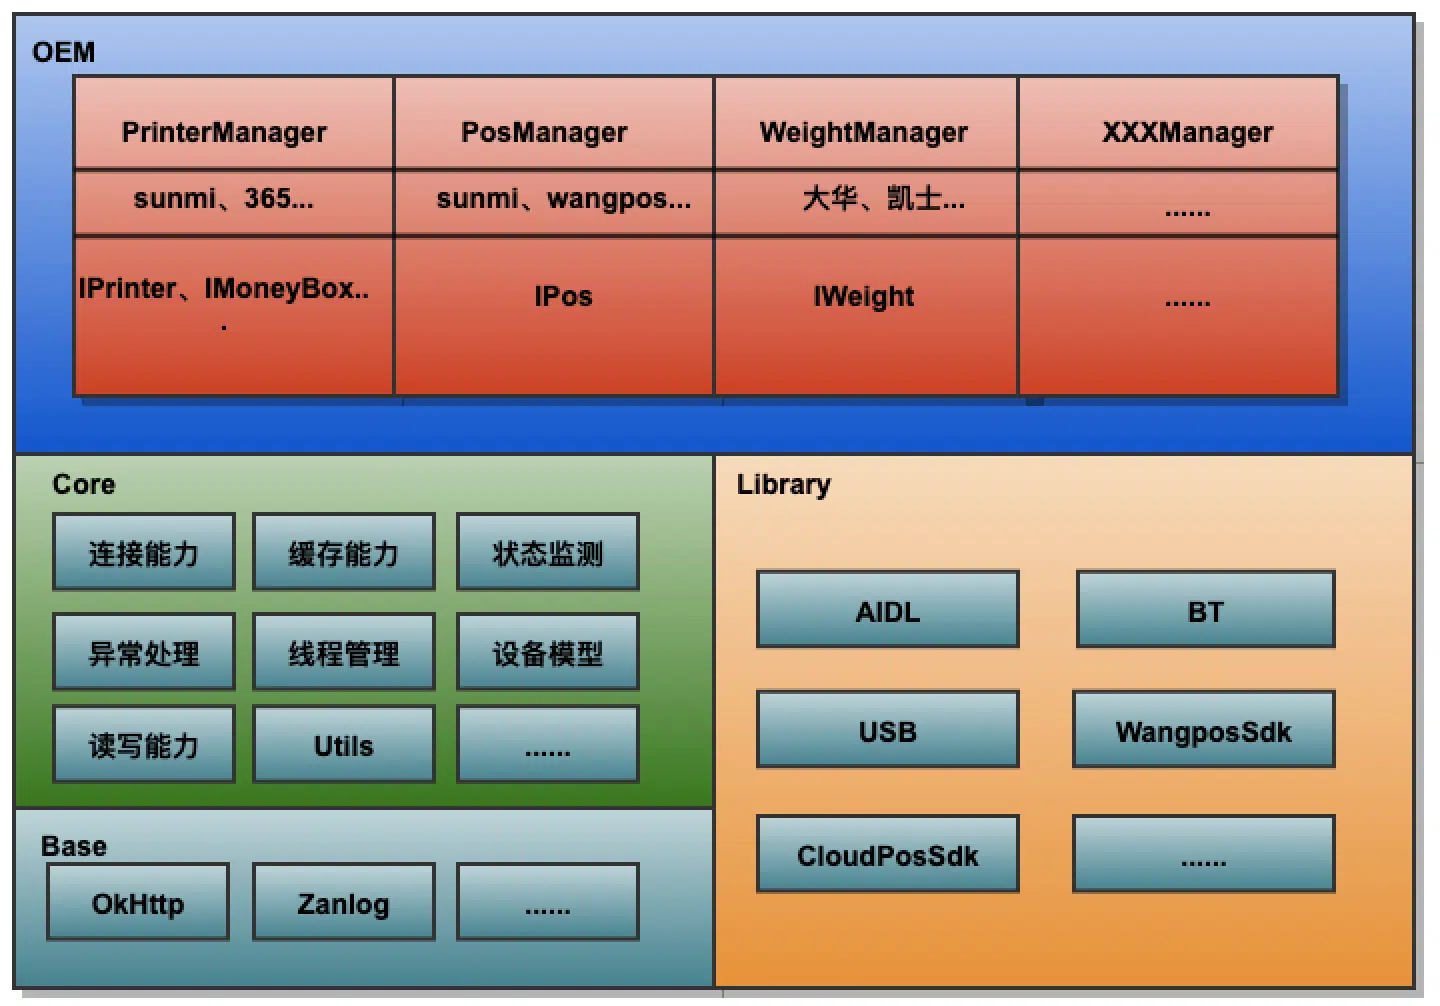 OEM
PrinterManager
PosManager
WeightManager
XXXManager
sunmi、365...
sunmi、wangpos...
大华、凯士...
......
IPrinter、IMoneyBox..
.
IPos
IWeight
......
Core
连接能力
缓存能力
状态监测
异常处理
线程管理
设备模型
读写能力
Utils
......
Base
OkHttp
Zanlog
......
Library
AIDL
BT
USB
WangposSdk
CloudPosSdk
......